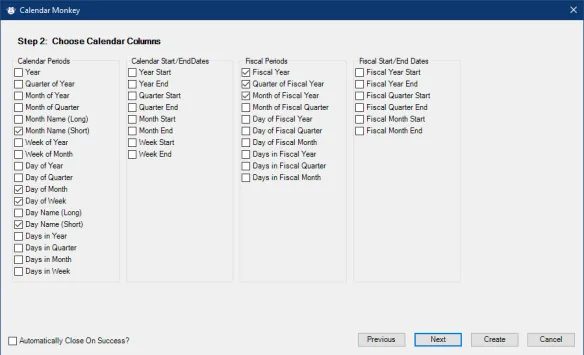 Calendar Monkey
Step 2: Choose Calendar Columns
Calendar Periods
Year
Quarter of Year
Month of Year
Month of Quarter
Month Name (Long)
Month Name (Short)
Week of Year
Week of Month
Day of Year
Day of Quarter
Day of Month
Day of Week
Day Name (Long)
Day Name (Short)
Days in Year
Days in Quarter
Days in Month
Days in Week
Calendar Start/EndDates
Year Start
Year End
Quarter Start
Quarter End
Month Start
Month End
Week Start
Week End
Fiscal Periods
Fiscal Year
Quarter of Fiscal Year
Month of Fiscal Year
Month of Fiscal Quarter
Day of Fiscal Year
Day of Fiscal Quarter
Day of Fiscal Month
Days in Fiscal Year
Days in Fiscal Quarter
Days in Fiscal Month
Fiscal Start/End Dates
Fiscal Year Start
Fiscal Year End
Fiscal Quarter Start
Fiscal Quarter End
Fiscal Month Start
Fiscal Month End
Automatically Close On Success?
Previous
Next
Create
Cancel